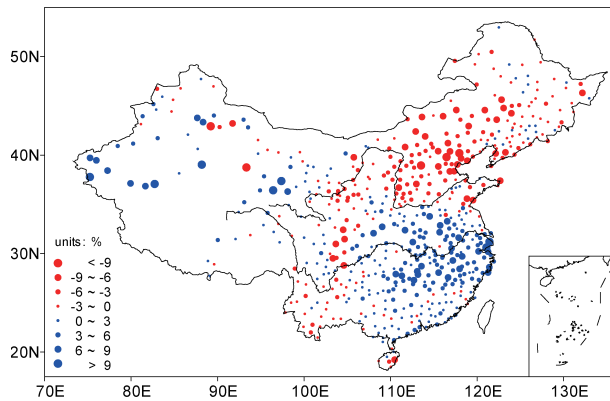 50N
40N
30N
20N
units: %
< -9
-9 ~ -6
-6 ~ -3
-3 ~ 0
0 ~ 3
3 ~ 6
6 ~ 9
> 9
70E 80E 90E 100E 110E 120E 130E